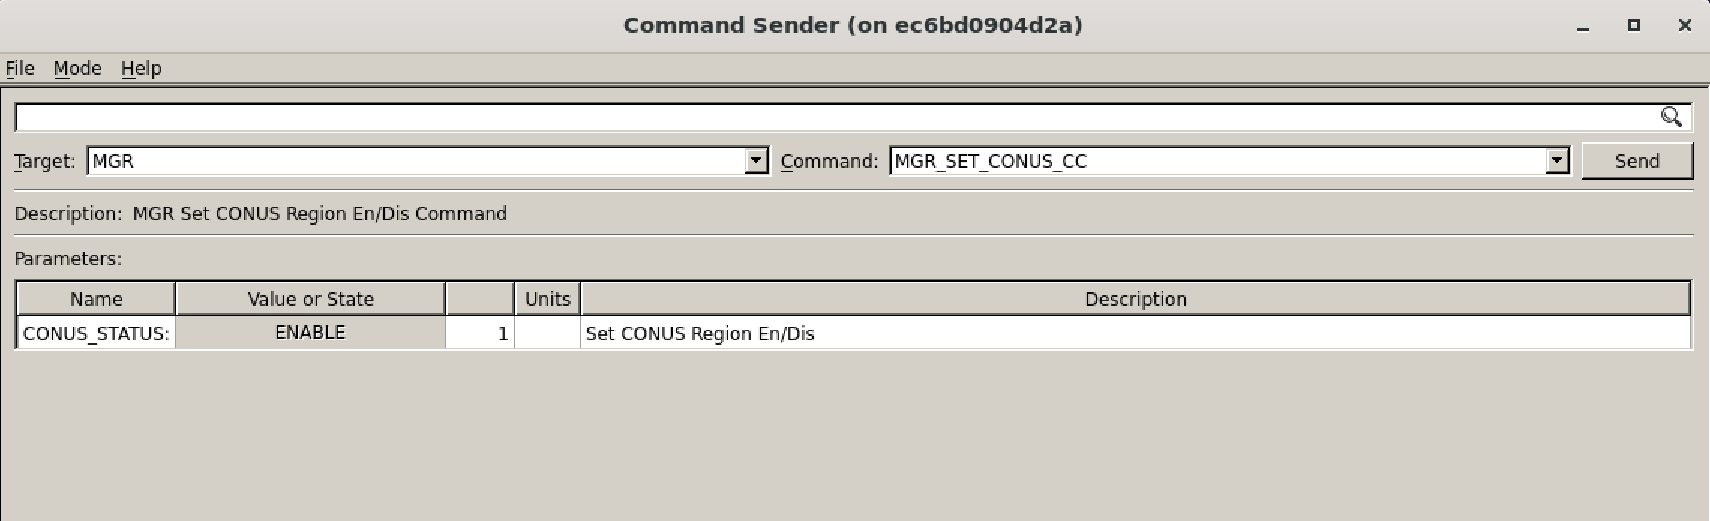 Command Sender (on ec6bd0904d2a)
File Mode Help
Target: MGR Command: MGR_SET_CONUS_CC Send
Description: MGR Set CONUS Region En/Dis Command
Parameters:
Name Value or State Units Description
CONUS_STATUS: ENABLE 1 Set CONUS Region En/Dis